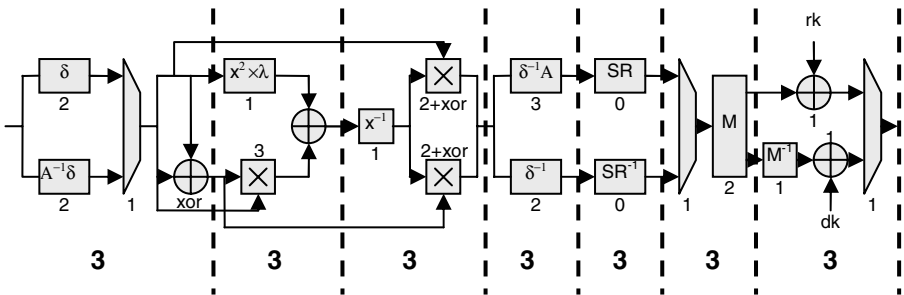 rk
δ
2
A⁻¹δ
2
1
xor
x²×λ
1
3
×
x⁻¹
1
×
2+xor
2+xor
×
δ⁻¹A
3
δ⁻¹
2
SR
0
SR⁻¹
0
1
M
2
1
M⁻¹
1
1
dk
1
3
3
3
3
3
3
3